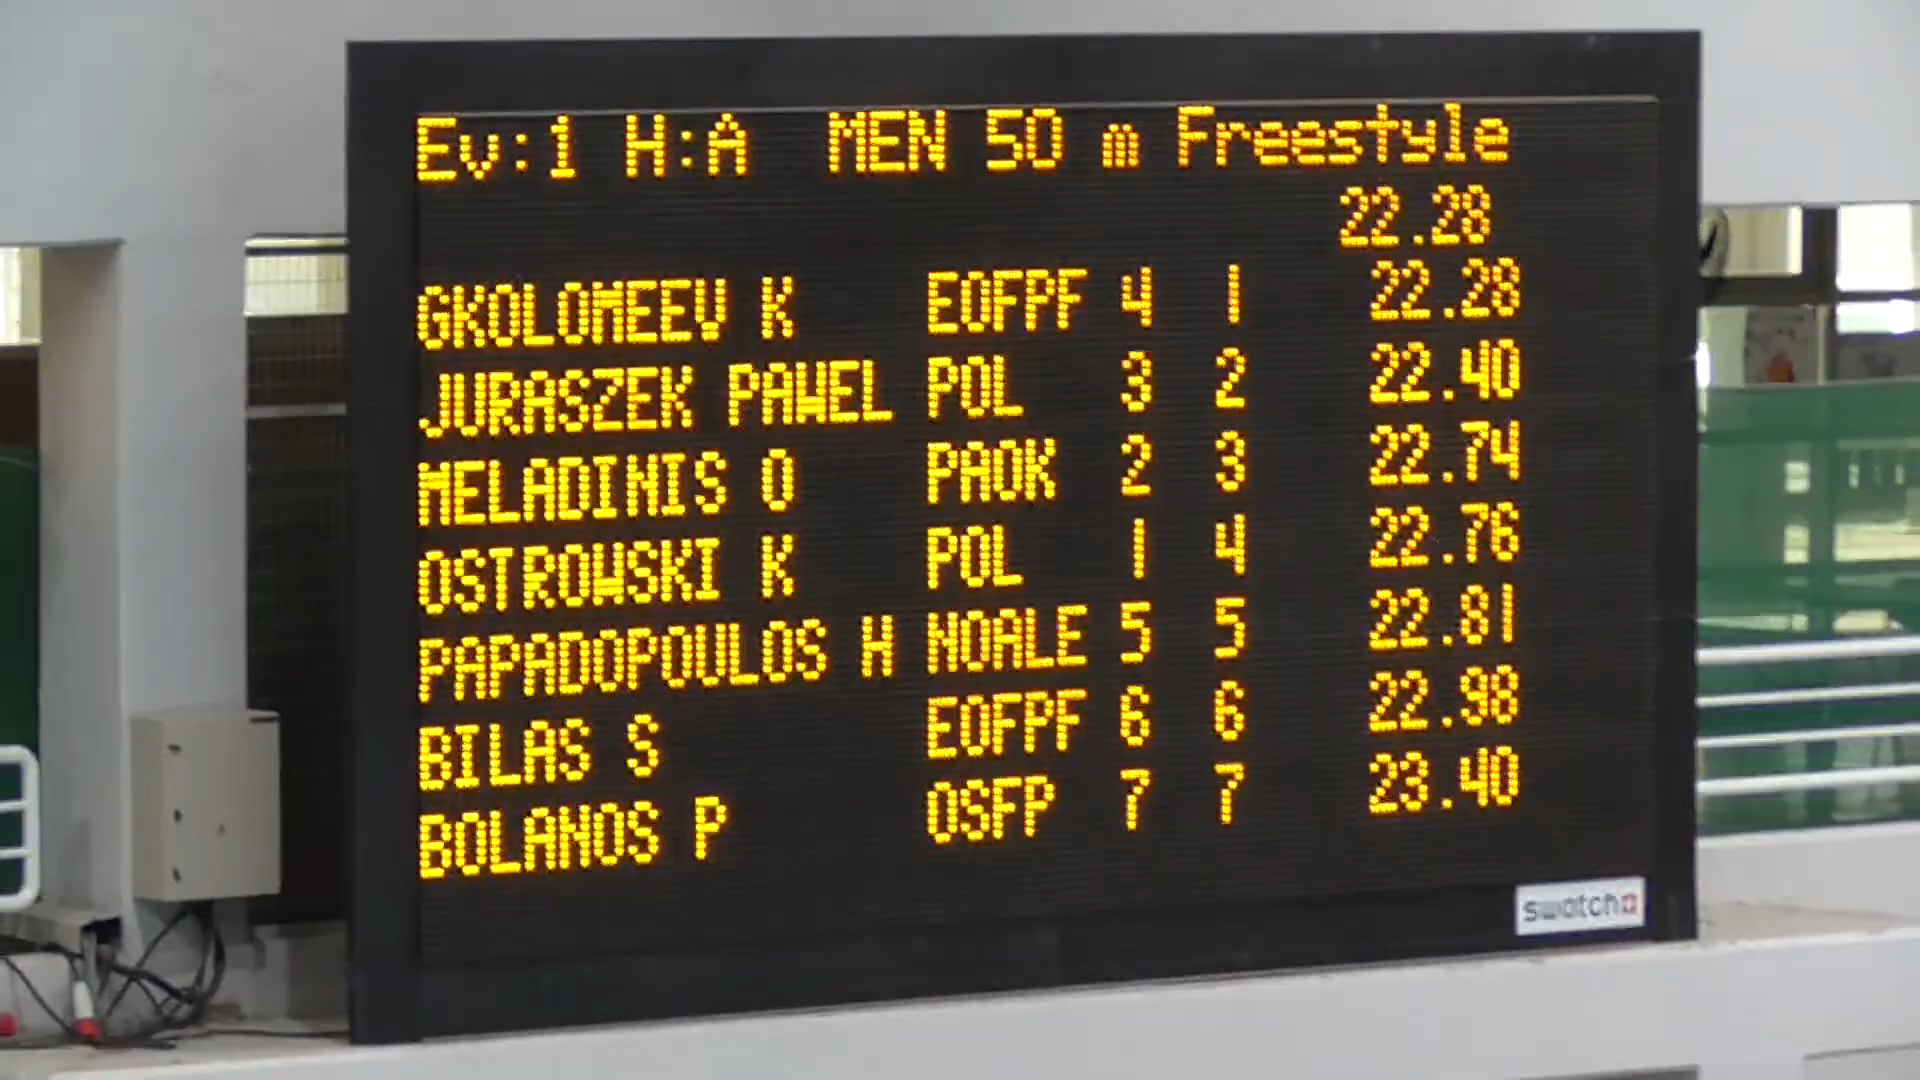 Ev:1 H:A MEN 50 m Freestyle
22.28
GKOLOMEEV K EOFPF 4 1 22.28
JURASZEK PAWEL POL 3 2 22.40
MELADINIS O PAOK 2 3 22.74
OSTROWSKI K POL 1 4 22.76
PAPADOPOULOS H NOALE 5 5 22.81
BILAS S EOFPF 6 6 22.98
BOLANOS P OSFP 7 7 23.40
swatch